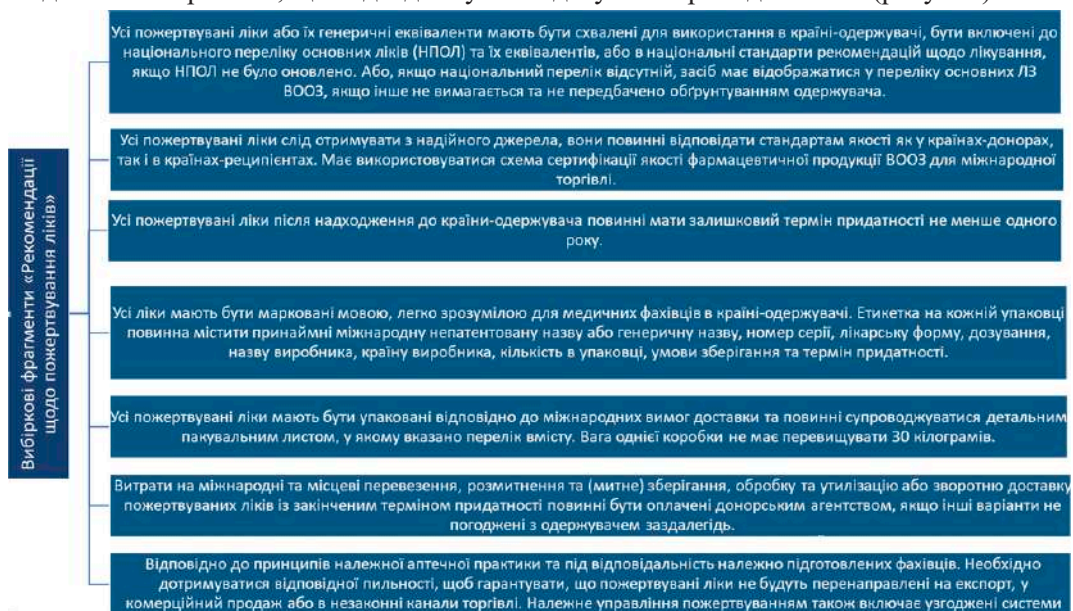 Вибіркові фрагменти «Рекомендації
щодо пожертвування ліків»
Усі пожертвувані ліки або їх генеричні еквіваленти мають бути схвалені для використання в країні-одержувачі, бути включені до
національного переліку основних ліків (НПОЛ) та їх еквівалентів, або в національні стандарти рекомендацій щодо лікування,
якщо НПОЛ не було оновлено. Або, якщо національний перелік відсутній, засіб має відображатися у переліку основних ЛЗ
ВООЗ, якщо інше не вимагається та не передбачено обґрунтуванням одержувача.
Усі пожертвувані ліки слід отримувати з надійного джерела, вони повинні відповідати стандартам якості як у країнах-донорах,
так і в країнах-реципієнтах. Має використовуватися схема сертифікації якості фармацевтичної продукції ВООЗ для міжнародної
торгівлі.
Усі пожертвувані ліки після надходження до країни-одержувача повинні мати залишковий термін придатності не менше одного
року.
Усі ліки мають бути марковані мовою, легко зрозумілою для медичних фахівців в країні-одержувачі. Етикетка на кожній упаковці
повинна містити принаймні міжнародну непатентовану назву або генеричну назву, номер серії, лікарську форму, дозування,
назву виробника, країну виробника, кількість в упаковці, умови зберігання та термін придатності.
Усі пожертвувані ліки мають бути упаковані відповідно до міжнародних вимог доставки та повинні супроводжуватися детальним
пакувальним листом, у якому вказано перелік вмісту. Вага однієї коробки не має перевищувати 30 кілограмів.
Витрати на міжнародні та місцеві перевезення, розмитнення та (митне) зберігання, обробку та утилізацію або зворотню доставку
пожертвуваних ліків із закінченим терміном придатності повинні бути оплачені донорським агентством, якщо інші варіанти не
погоджені з одержувачем заздалегідь.
Відповідно до принципів належної аптечної практики та під відповідальність належно підготовлених фахівців. Необхідно
дотримуватися відповідної пильності, щоб гарантувати, що пожертвувані ліки не будуть перенаправлені на експорт, у
комерційний продаж або в незаконні канали торгівлі. Належне управління пожертвуванням також включає узгоджені системи